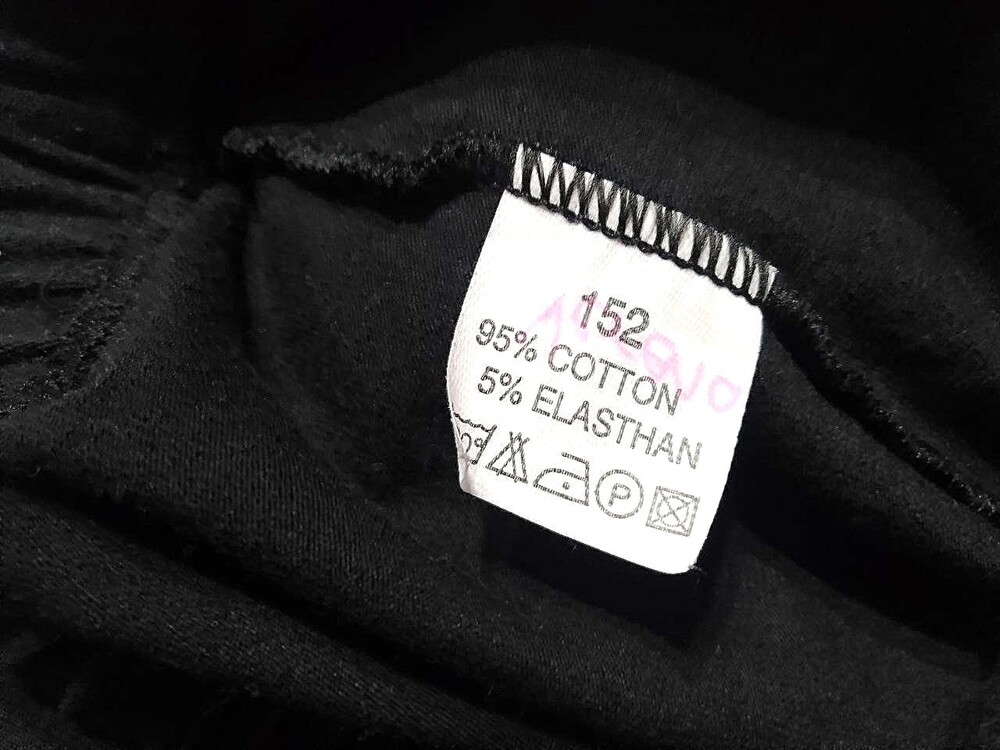 152
95% COTTON
5% ELASTHAN
P